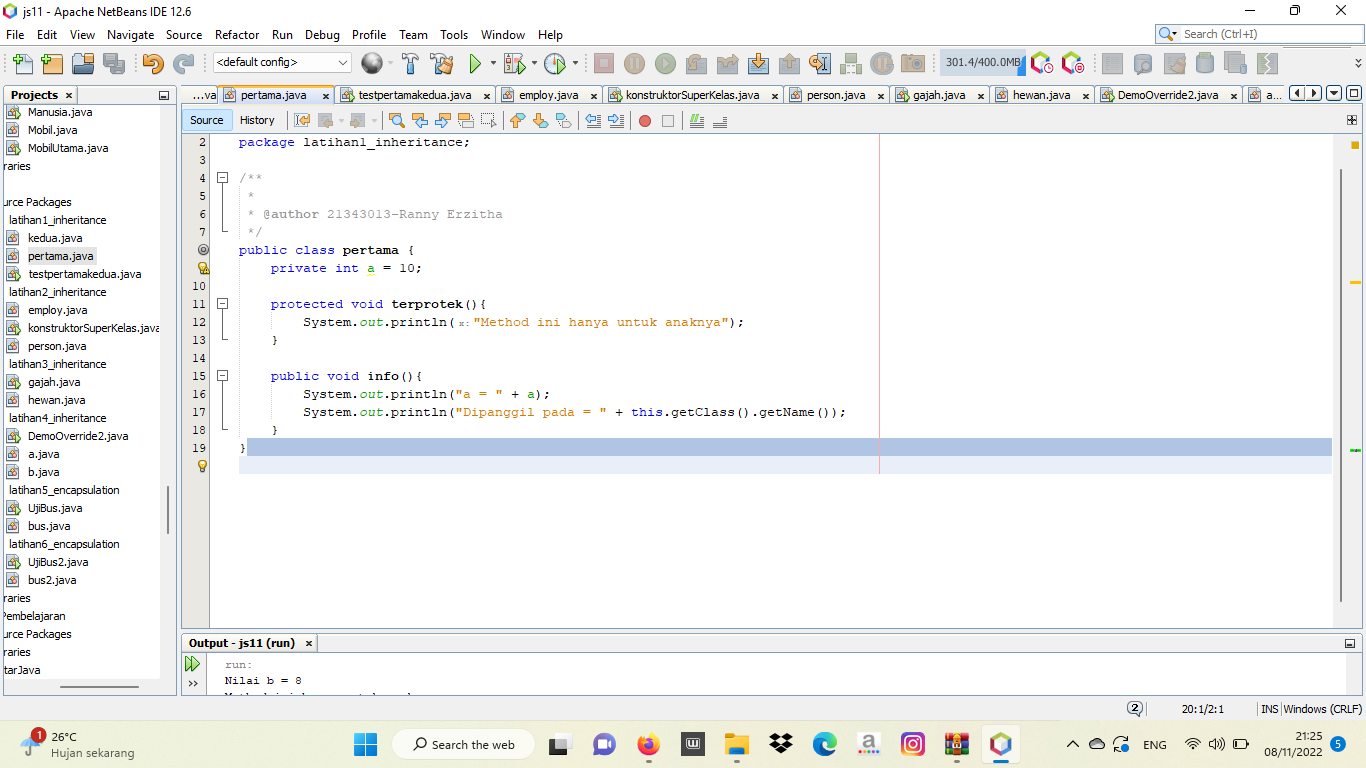 js11 - Apache NetBeans IDE 12.6
File Edit View Navigate Source Refactor Run Debug Profile Team Tools Window Help
Search (Ctrl+I)
<default config>
301.4/400.0MB
Projects
...va pertama.java testpertamakedua.java employ.java konstruktorSuperKelas.java person.java gajah.java hewan.java DemoOverride2.java a...
Source History
Manusia.java
Mobil.java
MobilUtama.java
raries
urce Packages
latihan1_inheritance
kedua.java
pertama.java
testpertamakedua.java
latihan2_inheritance
employ.java
konstruktorSuperKelas.java
person.java
latihan3_inheritance
gajah.java
hewan.java
latihan4_inheritance
DemoOverride2.java
a.java
b.java
latihan5_encapsulation
UjiBus.java
bus.java
latihan6_encapsulation
UjiBus2.java
bus2.java
raries
Pembelajaran
urce Packages
raries
tarJava
2 package latihan1_inheritance;
3
4 /**
5 *
6 * @author 21343013-Ranny Erzitha
7 */
public class pertama {
private int a = 10;
10
11 protected void terprotek(){
12 System.out.println(x: "Method ini hanya untuk anaknya");
13 }
14
15 public void info(){
16 System.out.println("a = " + a);
17 System.out.println("Dipanggil pada = " + this.getClass().getName());
18 }
19 }
Output - js11 (run)
run:
Nilai b = 8
2 20:1/2:1 INS Windows (CRLF)
1 26°C
Hujan sekarang
Search the web
ENG
21:25
08/11/2022
5